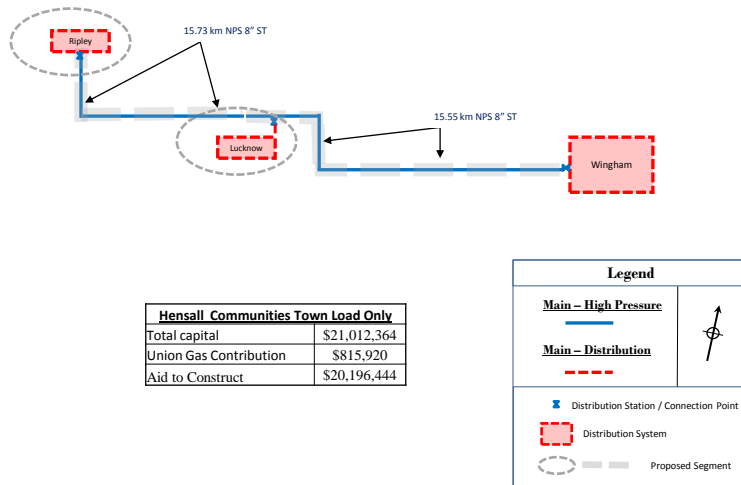 Ripley
15.73 km NPS 8” ST
15.55 km NPS 8” ST
Lucknow
Wingham
Hensall Communities Town Load Only
Total capital $21,012,364
Union Gas Contribution $815,920
Aid to Construct $20,196,444
Legend
Main – High Pressure
Main – Distribution
Distribution Station / Connection Point
Distribution System
Proposed Segment